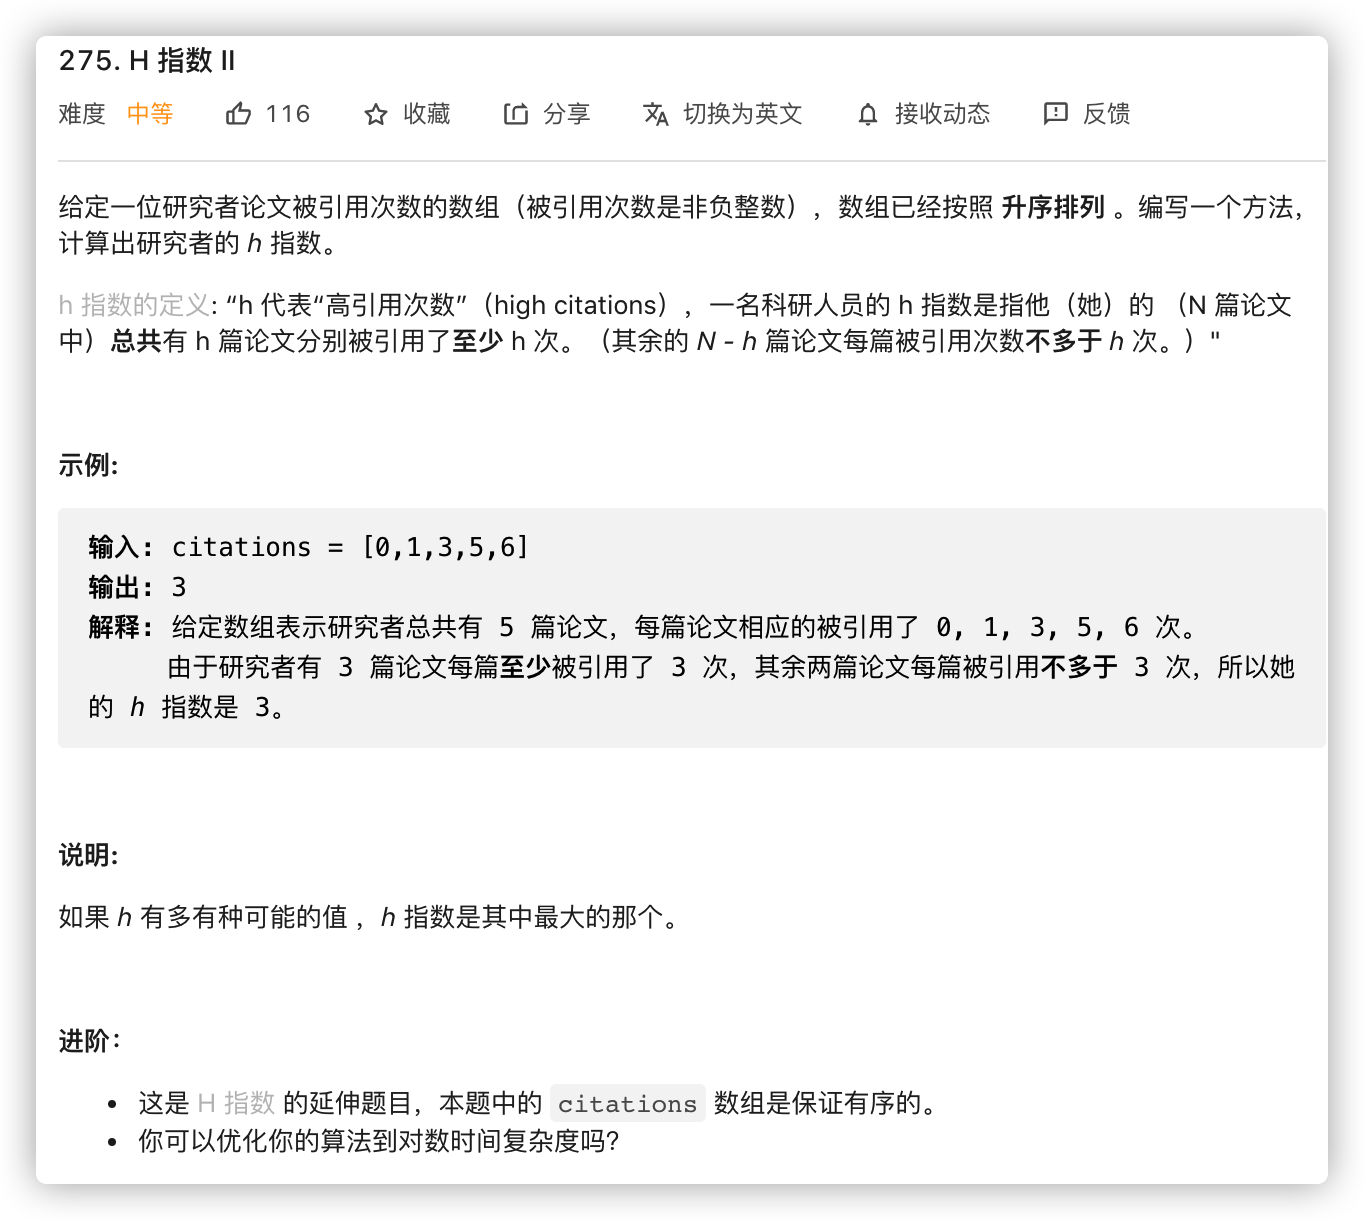 275. H 指数 II
难度 中等 116 收藏 分享 切换为英文 接收动态 反馈
给定一位研究者论文被引用次数的数组（被引用次数是非负整数），数组已经按照 升序排列 。编写一个方法，
计算出研究者的 h 指数。
h 指数的定义: “h 代表“高引用次数”（high citations），一名科研人员的 h 指数是指他（她）的 （N 篇论文
中）总共有 h 篇论文分别被引用了至少 h 次。（其余的 N - h 篇论文每篇被引用次数不多于 h 次。）"
示例:
输入: citations = [0,1,3,5,6]
输出: 3
解释: 给定数组表示研究者总共有 5 篇论文，每篇论文相应的被引用了 0, 1, 3, 5, 6 次。
由于研究者有 3 篇论文每篇至少被引用了 3 次，其余两篇论文每篇被引用不多于 3 次，所以她
的 h 指数是 3。
说明:
如果 h 有多有种可能的值 ，h 指数是其中最大的那个。
进阶：
• 这是 H 指数 的延伸题目，本题中的 citations 数组是保证有序的。
• 你可以优化你的算法到对数时间复杂度吗?